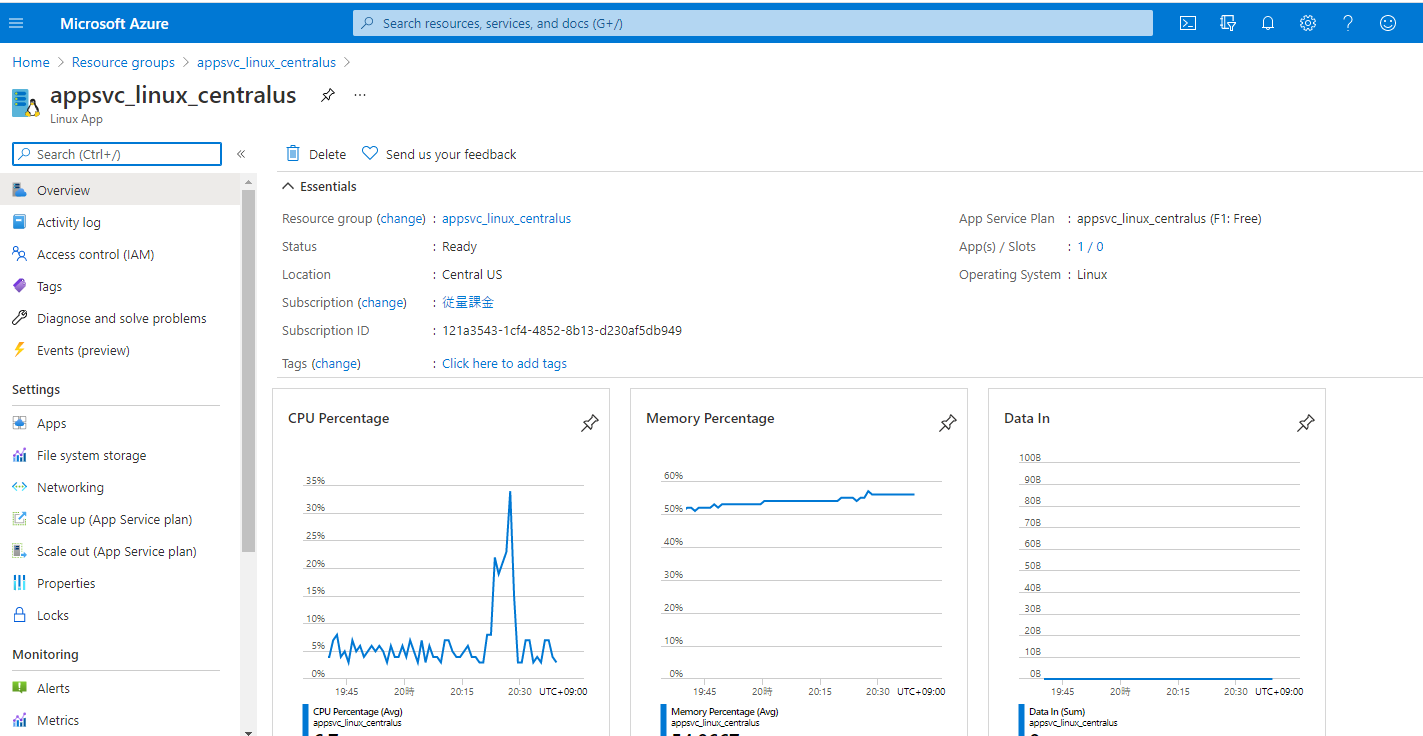 Microsoft Azure
Search resources, services, and docs (G+/)
Home > Resource groups > appsvc_linux_centralus >
appsvc_linux_centralus
Linux App
Search (Ctrl+/)
Overview
Activity log
Access control (IAM)
Tags
Diagnose and solve problems
Events (preview)
Settings
Apps
File system storage
Networking
Scale up (App Service plan)
Scale out (App Service plan)
Properties
Locks
Monitoring
Alerts
Metrics
Delete
Send us your feedback
Essentials
Resource group (change) : appsvc_linux_centralus
Status : Ready
Location : Central US
Subscription (change) : 従量課金
Subscription ID : 121a3543-1cf4-4852-8b13-d230af5db949
Tags (change) : Click here to add tags
App Service Plan : appsvc_linux_centralus (F1: Free)
App(s) / Slots : 1 / 0
Operating System : Linux
CPU Percentage
35%
30%
25%
20%
15%
10%
5%
0%
19:45 20時 20:15 20:30 UTC+09:00
CPU Percentage (Avg)
appsvc_linux_centralus
Memory Percentage
60%
50%
40%
30%
20%
10%
0%
19:45 20時 20:15 20:30 UTC+09:00
Memory Percentage (Avg)
appsvc_linux_centralus
Data In
100B
90B
80B
70B
60B
50B
40B
30B
20B
10B
0B
19:45 20時 20:15 20:30 UTC+09:00
Data In (Sum)
appsvc_linux_centralus